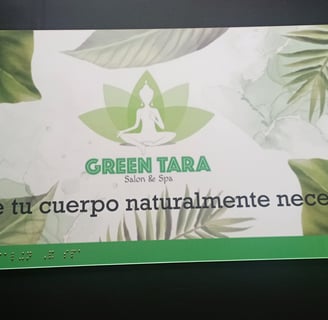 GREEN TARA
Salon & Spa
e tu cuerpo naturalmente nece